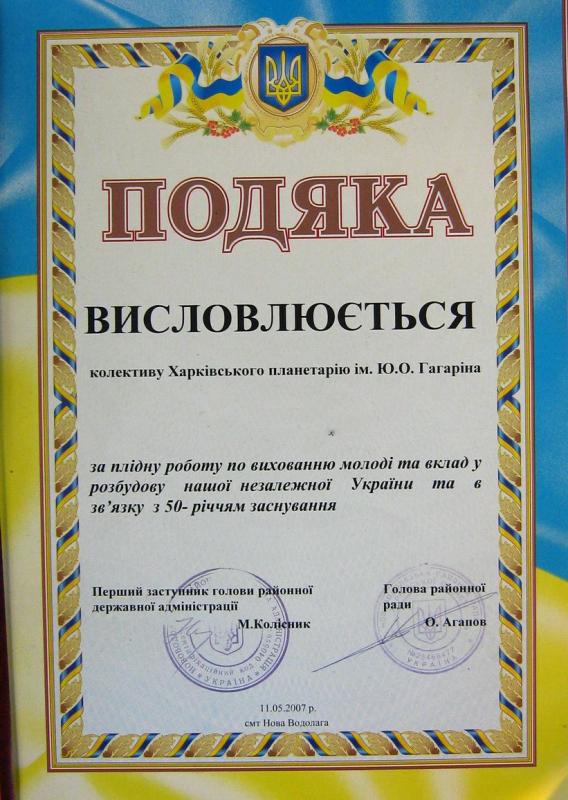 ПОДЯКА
ВИСЛОВЛЮЄТЬСЯ
колективу Харківського планетарію ім. Ю.О. Гагаріна
за плідну роботу по вихованню молоді та вклад у
розбудову нашої незалежної України та в
зв’язку з 50- річчям заснування
Перший заступник голови районної
державної адміністрації
М.Колісник
Голова районної
ради
О. Агапов
УКРАЇНА
УКРАЇНА
11.05.2007 р.
смт Нова Водолага